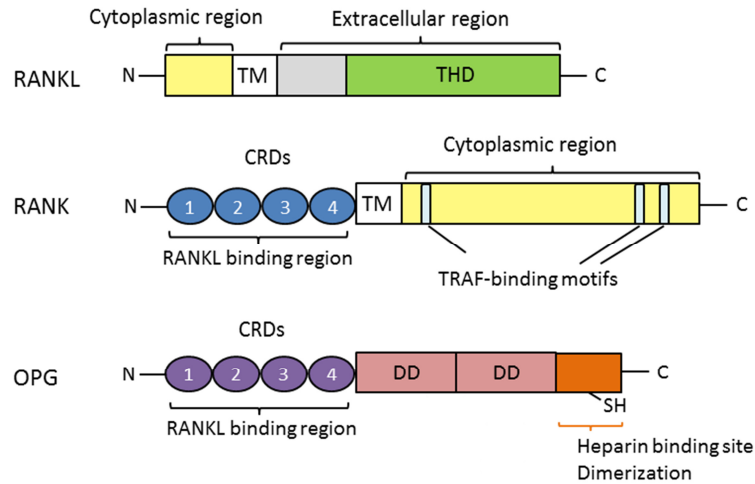 Cytoplasmic region Extracellular region
RANKL N TM THD C
CRDs Cytoplasmic region
RANK N 1 2 3 4 TM C
RANKL binding region TRAF-binding motifs
CRDs
OPG N 1 2 3 4 DD DD C
SH
RANKL binding region
Heparin binding site
Dimerization